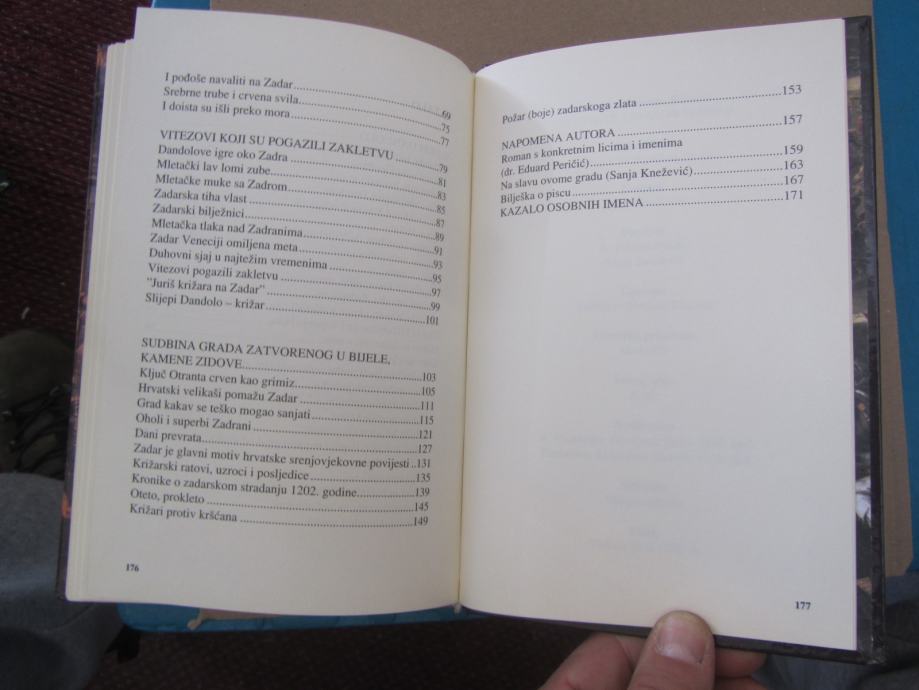 I pođoše navaliti na Zadar
Srebrne trube i crvena svila 69
I doista su išli preko mora 75
77
VITEZOVI KOJI SU POGAZILI ZAKLETVU 79
Dandolove igre oko Zadra 81
Mletački lav lomi zube 83
Mletačke muke sa Zadrom 85
Zadarska tiha vlast 87
Zadarski bilježnici 89
Mletačka tlaka nad Zadranima 91
Zadar Veneciji omiljena meta 93
Duhovni sjaj u najtežim vremenima 95
Vitezovi pogazili zakletvu 97
"Juriš križara na Zadar" 99
Slijepi Dandolo – križar 101
SUDBINA GRADA ZATVORENOG U BIJELE,
KAMENE ZIDOVE 103
Ključ Otranta crven kao grimiz 105
Hrvatski velikaši pomažu Zadar 111
Grad kakav se teško mogao sanjati 115
Oholi i superbi Zadrani 121
Dani prevrata 127
Zadar je glavni motiv hrvatske srenjovjekovne povijesti ..131
Križarski ratovi, uzroci i posljedice 135
Kronike o zadarskom stradanju 1202. godine 139
Oteto, prokleto 145
Križari protiv kršćana 149
176
Požar (boje) zadarskoga zlata 153
NAPOMENA AUTORA 157
Roman s konkretnim licima i imenima
(dr. Eduard Peričić) 159
Na slavu ovome gradu (Sanja Knežević) 163
Bilješka o piscu 167
KAZALO OSOBNIH IMENA 171
177